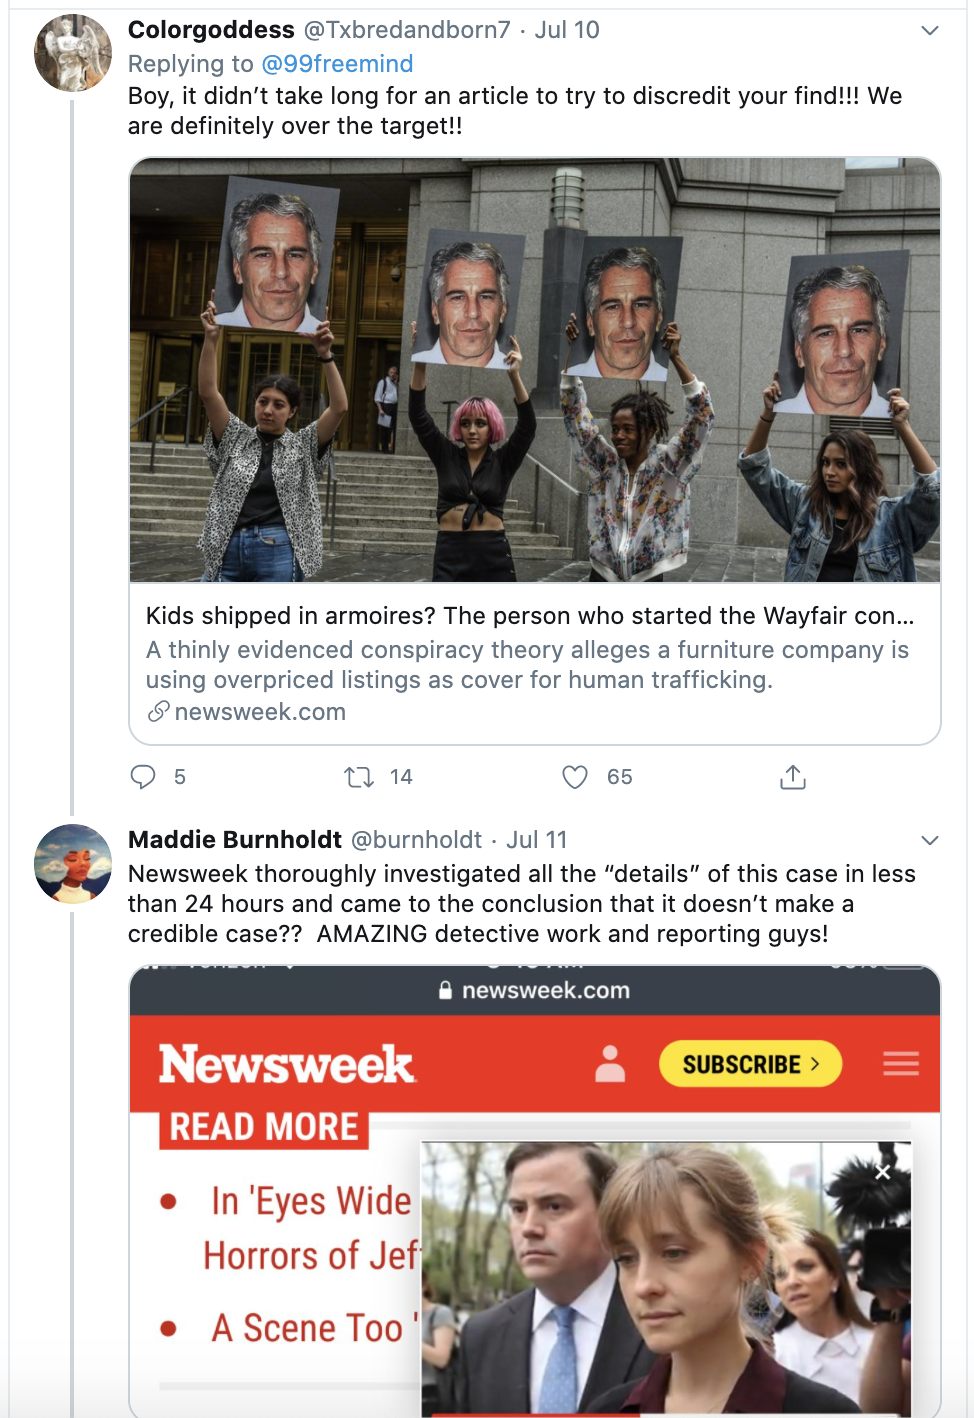 Colorgoddess @Txbredandborn7 · Jul 10
Replying to @99freemind
Boy, it didn’t take long for an article to try to discredit your find!!! We
are definitely over the target!!
Kids shipped in armoires? The person who started the Wayfair con...
A thinly evidenced conspiracy theory alleges a furniture company is
using overpriced listings as cover for human trafficking.
newsweek.com
5 14 65
Maddie Burnholdt @burnholdt · Jul 11
Newsweek thoroughly investigated all the “details” of this case in less
than 24 hours and came to the conclusion that it doesn’t make a
credible case?? AMAZING detective work and reporting guys!
newsweek.com
Newsweek
SUBSCRIBE >
READ MORE
• In 'Eyes Wide
Horrors of Jef
• A Scene Too '